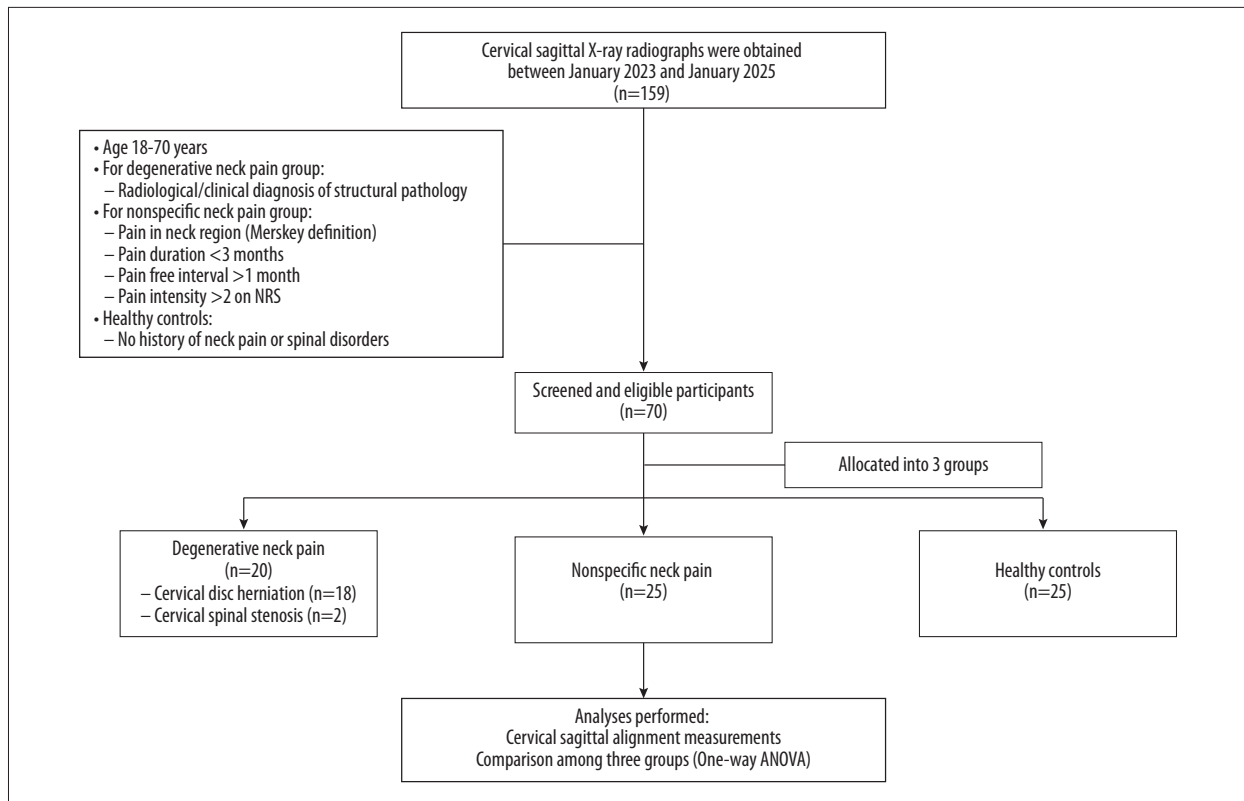 Cervical sagittal X-ray radiographs were obtained
between January 2023 and January 2025
(n=159)
• Age 18-70 years
• For degenerative neck pain group:
– Radiological/clinical diagnosis of structural pathology
• For nonspecific neck pain group:
– Pain in neck region (Merskey definition)
– Pain duration <3 months
– Pain free interval >1 month
– Pain intensity >2 on NRS
• Healthy controls:
– No history of neck pain or spinal disorders
Screened and eligible participants
(n=70)
Allocated into 3 groups
Degenerative neck pain
(n=20)
– Cervical disc herniation (n=18)
– Cervical spinal stenosis (n=2)
Nonspecific neck pain
(n=25)
Healthy controls
(n=25)
Analyses performed:
Cervical sagittal alignment measurements
Comparison among three groups (One-way ANOVA)